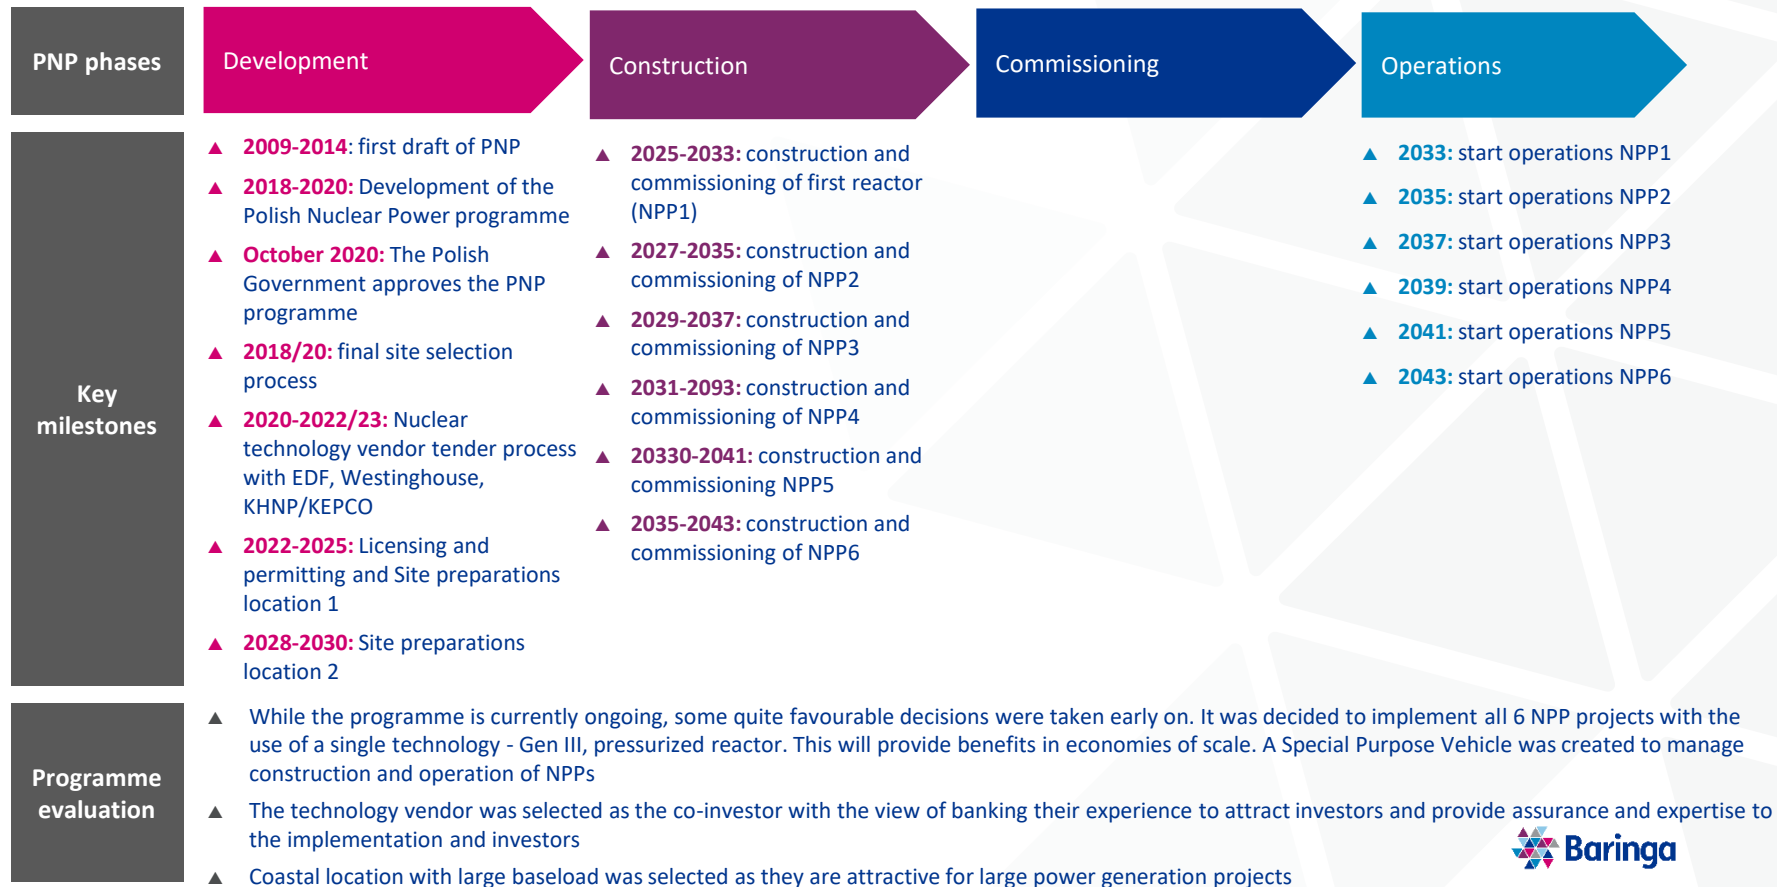 PNP phases
Development
Construction
Commissioning
Operations
Key
milestones
2009-2014: first draft of PNP
2018-2020: Development of the
Polish Nuclear Power programme
October 2020: The Polish
Government approves the PNP
programme
2018/20: final site selection
process
2020-2022/23: Nuclear
technology vendor tender process
with EDF, Westinghouse,
KHNP/KEPCO
2022-2025: Licensing and
permitting and Site preparations
location 1
2028-2030: Site preparations
location 2
2025-2033: construction and
commissioning of first reactor
(NPP1)
2027-2035: construction and
commissioning of NPP2
2029-2037: construction and
commissioning of NPP3
2031-2093: construction and
commissioning of NPP4
20330-2041: construction and
commissioning NPP5
2035-2043: construction and
commissioning of NPP6
2033: start operations NPP1
2035: start operations NPP2
2037: start operations NPP3
2039: start operations NPP4
2041: start operations NPP5
2043: start operations NPP6
Programme
evaluation
While the programme is currently ongoing, some quite favourable decisions were taken early on. It was decided to implement all 6 NPP projects with the
use of a single technology - Gen III, pressurized reactor. This will provide benefits in economies of scale. A Special Purpose Vehicle was created to manage
construction and operation of NPPs
The technology vendor was selected as the co-investor with the view of banking their experience to attract investors and provide assurance and expertise to
the implementation and investors
Coastal location with large baseload was selected as they are attractive for large power generation projects
Baringa